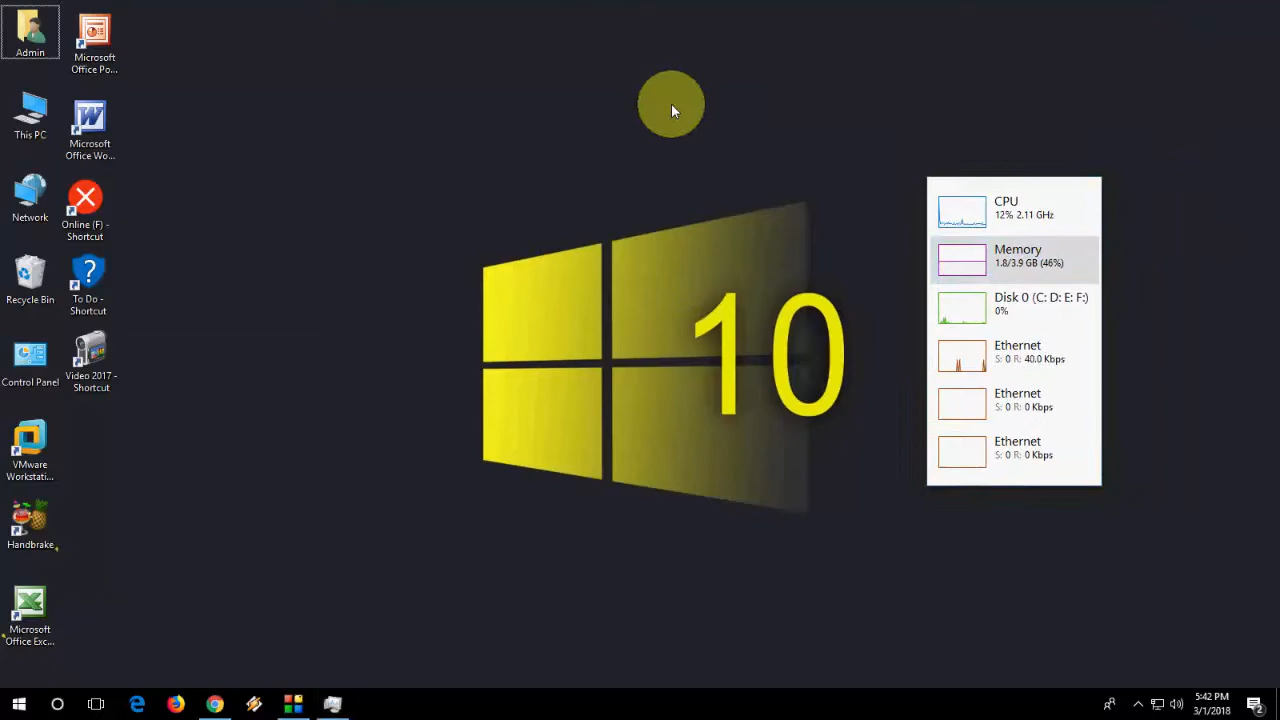 Admin
Microsoft
Office Po...
This PC
Microsoft
Office Wo...
Network
Online (F) -
Shortcut
Recycle Bin
To Do -
Shortcut
Control Panel
Video 2017 -
Shortcut
VMware
Workstati...
Handbrake
Microsoft
Office Exc...
10
CPU
12% 2.11 GHz
Memory
1.8/3.9 GB (46%)
Disk 0 (C: D: E: F:)
0%
Ethernet
S: 0 R: 40.0 Kbps
Ethernet
S: 0 R: 0 Kbps
Ethernet
S: 0 R: 0 Kbps
5:42 PM
3/1/2018
2